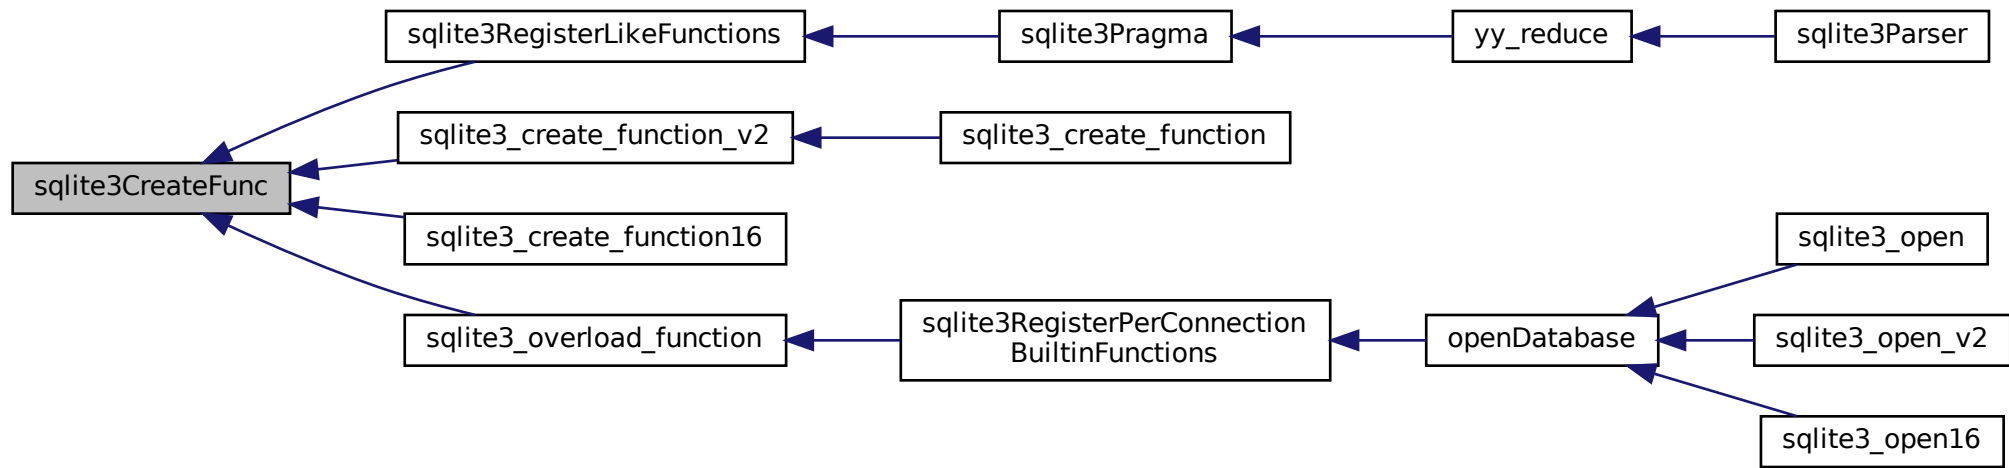 sqlite3RegisterLikeFunctions
sqlite3Pragma
yy_reduce
sqlite3Parser
sqlite3_create_function_v2
sqlite3_create_function
sqlite3CreateFunc
sqlite3_create_function16
sqlite3_open
sqlite3_overload_function
sqlite3RegisterPerConnection
BuiltinFunctions
openDatabase
sqlite3_open_v2
sqlite3_open16